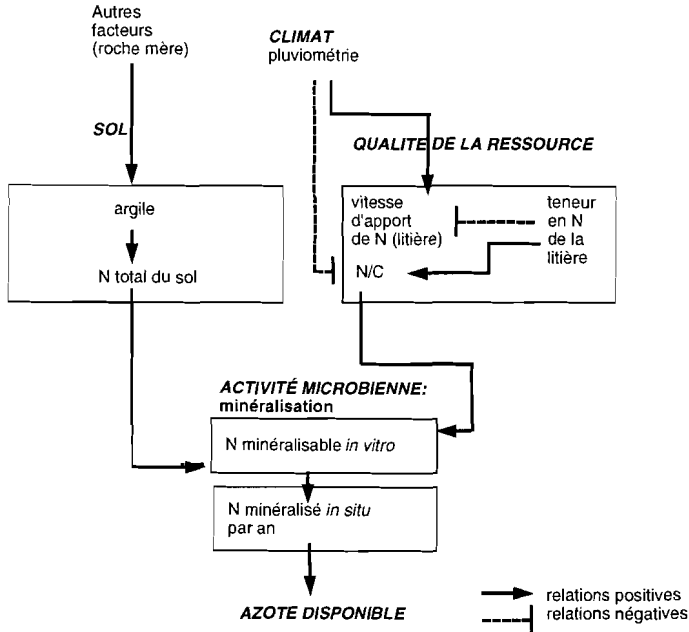 Autres
facteurs
(roche mère)
CLIMAT
pluviométrie
SOL
QUALITE DE LA RESSOURCE
argile
N total du sol
vitesse
d'apport
de N (litière)
N/C
teneur
en N
de la
litière
ACTIVITÉ MICROBIENNE:
minéralisation
N minéralisable in vitro
N minéralisé in situ
par an
AZOTE DISPONIBLE
relations positives
relations négatives